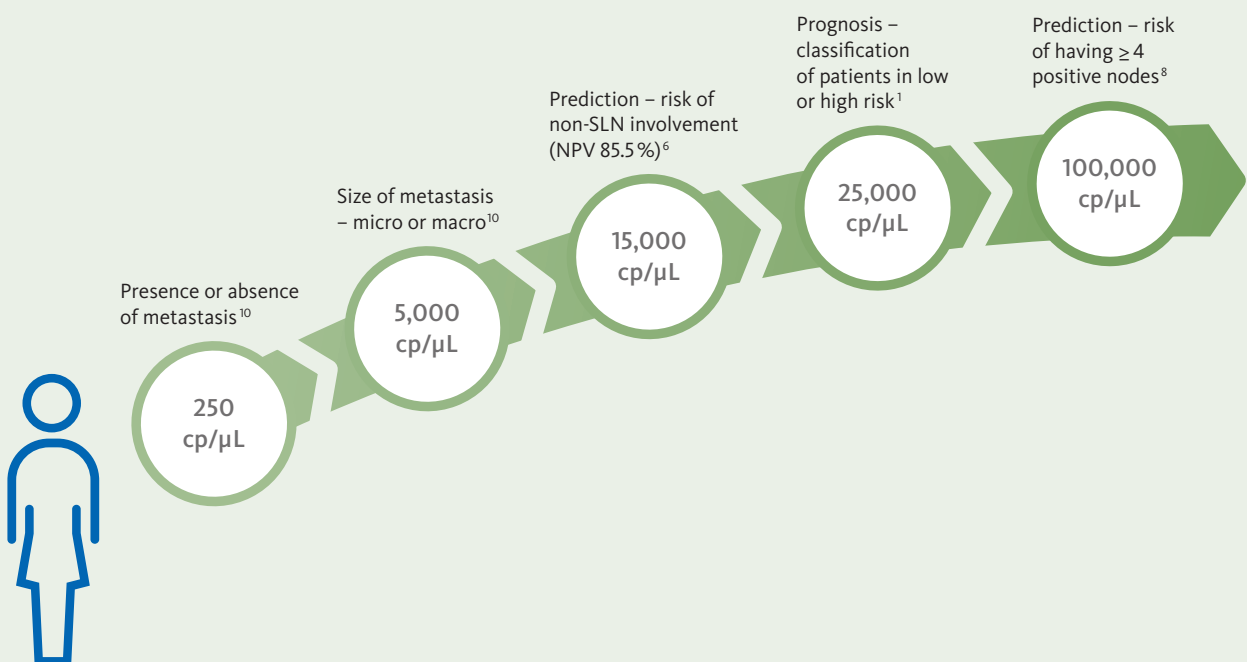 Presence or absence
of metastasis¹⁰
250
cp/µL
Size of metastasis
– micro or macro¹⁰
5,000
cp/µL
Prediction – risk of
non-SLN involvement
(NPV 85.5 %)⁶
15,000
cp/µL
Prognosis –
classification
of patients in low
or high risk¹
25,000
cp/µL
Prediction – risk
of having ≥ 4
positive nodes⁸
100,000
cp/µL